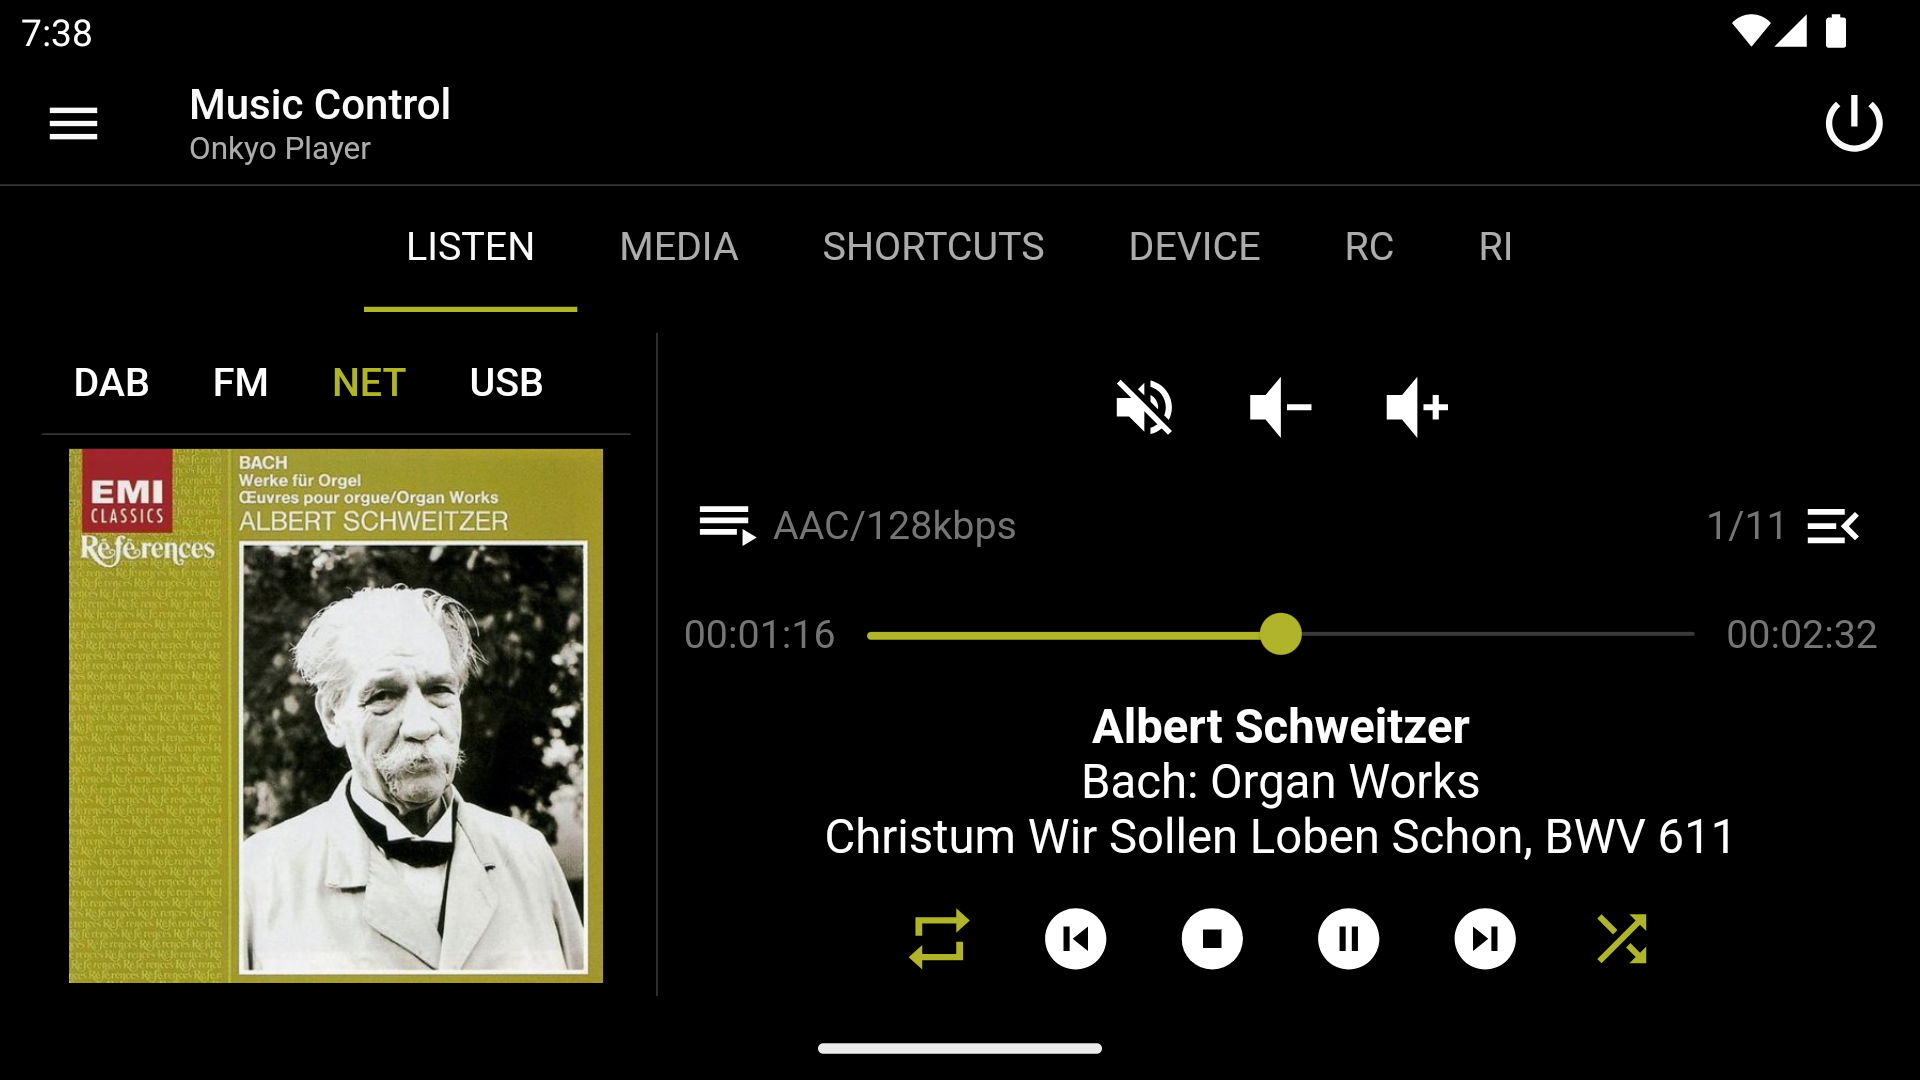 7:38
Music Control
Onkyo Player
LISTEN MEDIA SHORTCUTS DEVICE RC RI
DAB FM NET USB
EMI
CLASSICS
Références
BACH
Werke für Orgel
Œuvres pour orgue/Organ Works
ALBERT SCHWEITZER
AAC/128kbps
1/11
00:01:16
00:02:32
Albert Schweitzer
Bach: Organ Works
Christum Wir Sollen Loben Schon, BWV 611